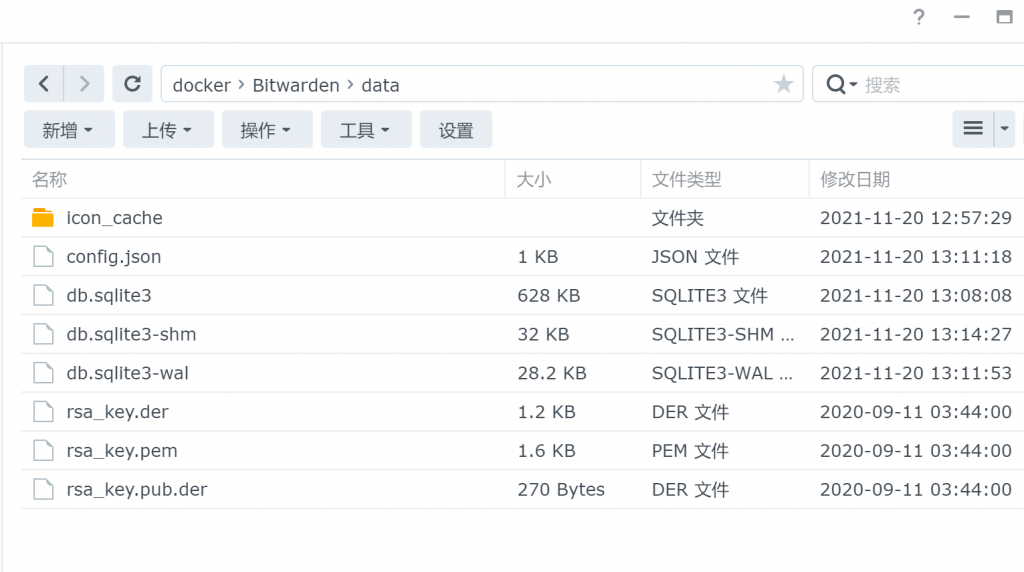 ?
docker > Bitwarden > data
搜索
新增 上传 操作 工具 设置
名称 大小 文件类型 修改日期
icon_cache 文件夹 2021-11-20 12:57:29
config.json 1 KB JSON 文件 2021-11-20 13:11:18
db.sqlite3 628 KB SQLITE3 文件 2021-11-20 13:08:08
db.sqlite3-shm 32 KB SQLITE3-SHM ... 2021-11-20 13:14:27
db.sqlite3-wal 28.2 KB SQLITE3-WAL ... 2021-11-20 13:11:53
rsa_key.der 1.2 KB DER 文件 2020-09-11 03:44:00
rsa_key.pem 1.6 KB PEM 文件 2020-09-11 03:44:00
rsa_key.pub.der 270 Bytes DER 文件 2020-09-11 03:44:00